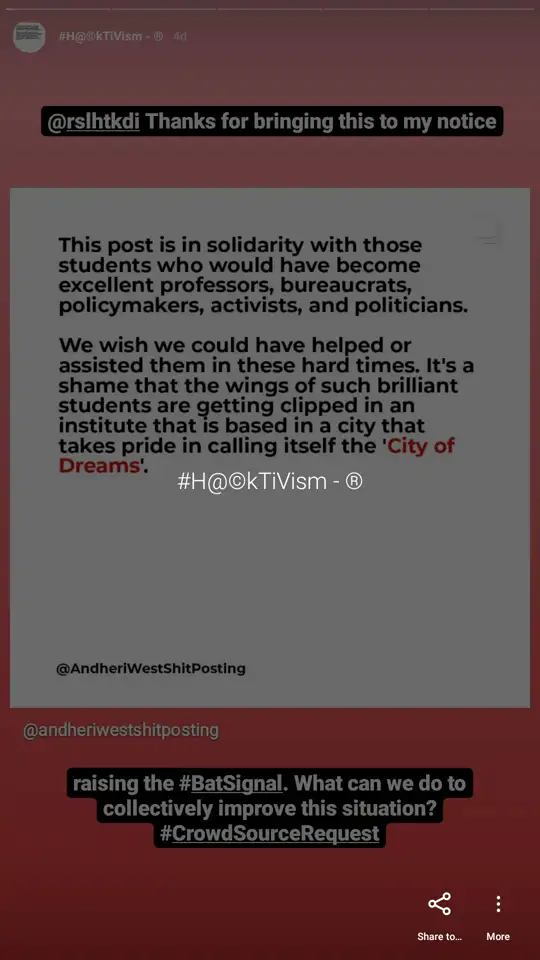 #H@©kTiVism - ® 4d
@rslhtkdi Thanks for bringing this to my notice
This post is in solidarity with those
students who would have become
excellent professors, bureaucrats,
policymakers, activists, and politicians.
We wish we could have helped or
assisted them in these hard times. It's a
shame that the wings of such brilliant
students are getting clipped in an
institute that is based in a city that
takes pride in calling itself the 'City of
Dreams'.
#H@©kTiVism - ®
@AndheriWestShitPosting
@andheriwestshitposting
raising the #BatSignal. What can we do to
collectively improve this situation?
#CrowdSourceRequest
Share to...
More